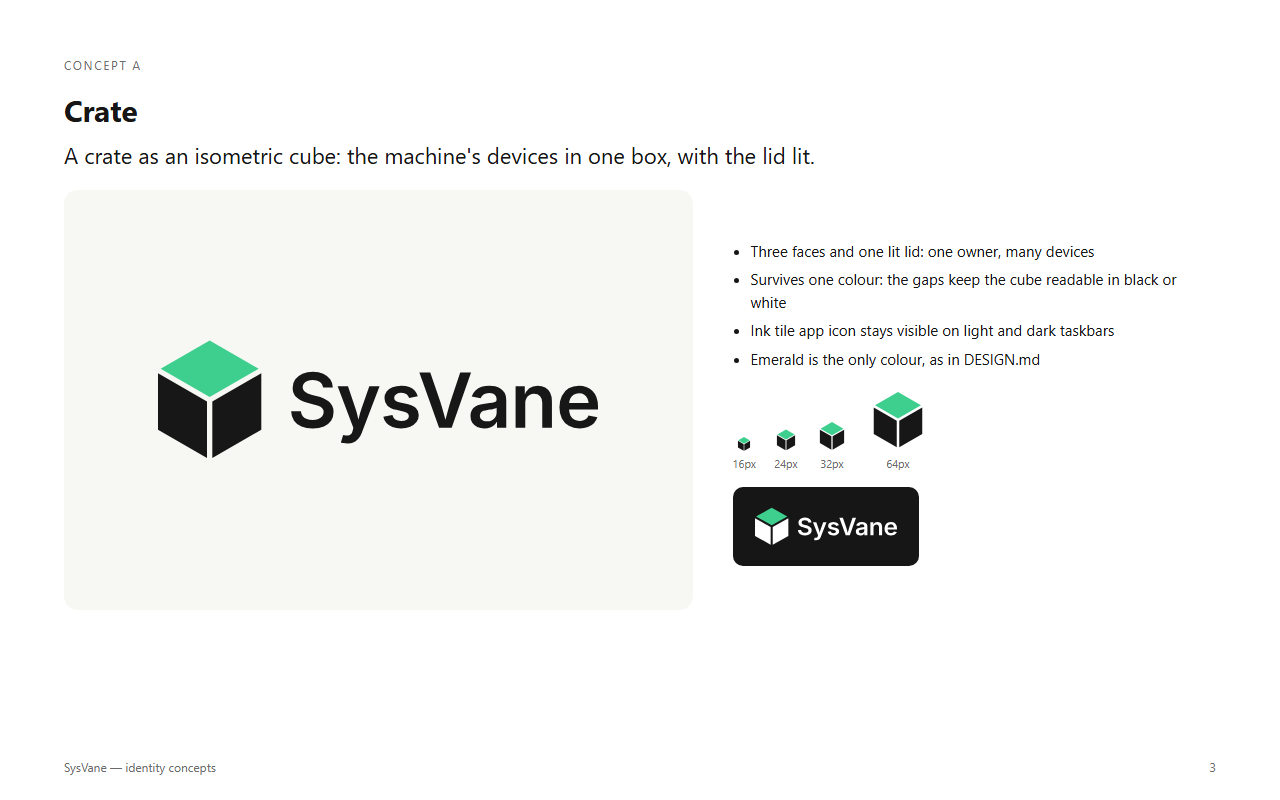 CONCEPT A
Crate
A crate as an isometric cube: the machine's devices in one box, with the lid lit.
SysVane
• Three faces and one lit lid: one owner, many devices
• Survives one colour: the gaps keep the cube readable in black or
white
• Ink tile app icon stays visible on light and dark taskbars
• Emerald is the only colour, as in DESIGN.md
16px 24px 32px 64px
SysVane
SysVane — identity concepts 3